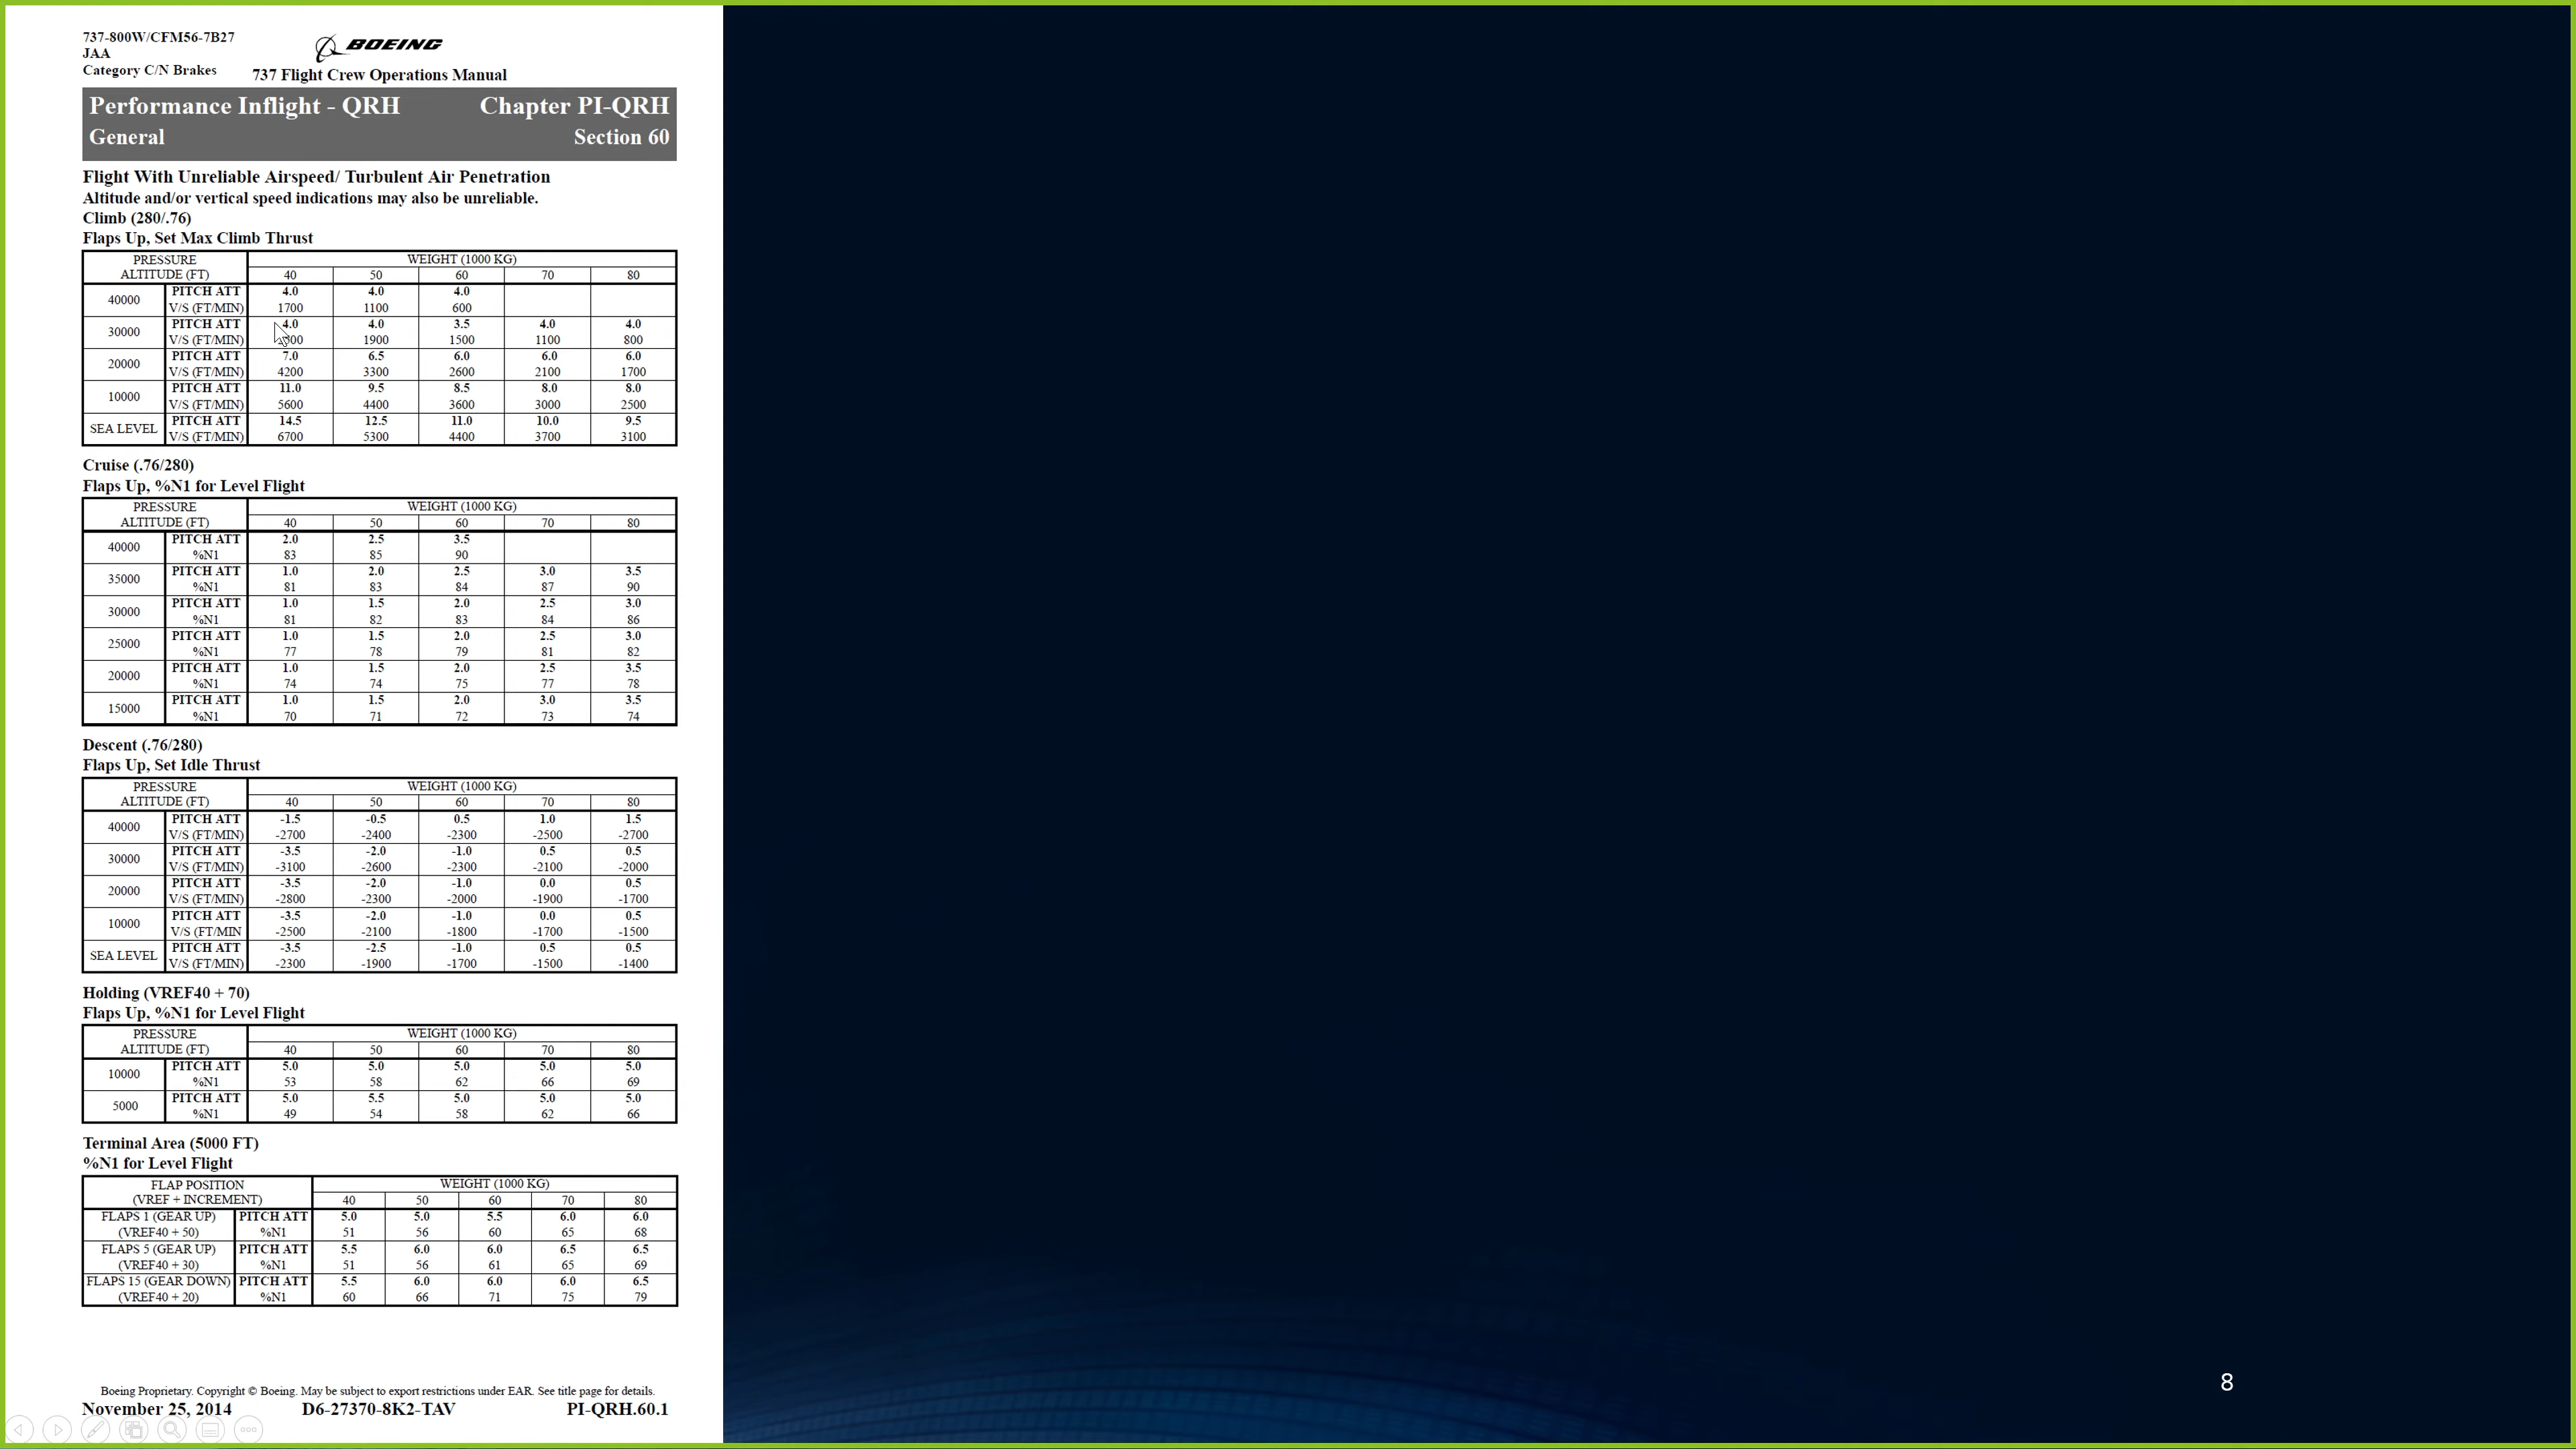 737-800W/CFM56-7B27
JAA
Category C/N Brakes
BOEING
737 Flight Crew Operations Manual
Performance Inflight - QRH Chapter PI-QRH
General Section 60
Flight With Unreliable Airspeed/ Turbulent Air Penetration
Altitude and/or vertical speed indications may also be unreliable.
Climb (280/.76)
Flaps Up, Set Max Climb Thrust
PRESSURE WEIGHT (1000 KG)
ALTITUDE (FT) 40 50 60 70 80
40000 PITCH ATT 4.0 4.0 4.0
V/S (FT/MIN) 1700 1100 600
30000 PITCH ATT 4.0 4.0 3.5 4.0 4.0
V/S (FT/MIN) 1900 1500 1100 800
20000 PITCH ATT 7.0 6.5 6.0 6.0 6.0
V/S (FT/MIN) 4200 3300 2600 2100 1700
10000 PITCH ATT 11.0 9.5 8.5 8.0 8.0
V/S (FT/MIN) 5600 4400 3600 3000 2500
SEA LEVEL PITCH ATT 14.5 12.5 11.0 10.0 9.5
V/S (FT/MIN) 6700 5300 4400 3700 3100
Cruise (.76/280)
Flaps Up, %N1 for Level Flight
PRESSURE WEIGHT (1000 KG)
ALTITUDE (FT) 40 50 60 70 80
40000 PITCH ATT 2.0 2.5 3.5
%N1 83 85 90
35000 PITCH ATT 1.0 2.0 2.5 3.0 3.5
%N1 81 83 84 87 90
30000 PITCH ATT 1.0 1.5 2.0 2.5 3.0
%N1 81 82 83 84 86
25000 PITCH ATT 1.0 1.5 2.0 2.5 3.0
%N1 77 78 79 81 82
20000 PITCH ATT 1.0 1.5 2.0 2.5 3.5
%N1 74 74 75 77 78
15000 PITCH ATT 1.0 1.5 2.0 3.0 3.5
%N1 70 71 72 73 74
Descent (.76/280)
Flaps Up, Set Idle Thrust
PRESSURE WEIGHT (1000 KG)
ALTITUDE (FT) 40 50 60 70 80
40000 PITCH ATT -1.5 -0.5 0.5 1.0 1.5
V/S (FT/MIN) -2700 -2400 -2300 -2500 -2700
30000 PITCH ATT -3.5 -2.0 -1.0 0.5 0.5
V/S (FT/MIN) -3100 -2600 -2300 -2100 -2000
20000 PITCH ATT -3.5 -2.0 -1.0 0.0 0.5
V/S (FT/MIN) -2800 -2300 -2000 -1900 -1700
10000 PITCH ATT -3.5 -2.0 -1.0 0.0 0.5
V/S (FT/MIN -2500 -2100 -1800 -1700 -1500
SEA LEVEL PITCH ATT -3.5 -2.5 -1.0 0.5 0.5
V/S (FT/MIN) -2300 -1900 -1700 -1500 -1400
Holding (VREF40 + 70)
Flaps Up, %N1 for Level Flight
PRESSURE WEIGHT (1000 KG)
ALTITUDE (FT) 40 50 60 70 80
10000 PITCH ATT 5.0 5.0 5.0 5.0 5.0
%N1 53 58 62 66 69
5000 PITCH ATT 5.0 5.5 5.0 5.0 5.0
%N1 49 54 58 62 66
Terminal Area (5000 FT)
%N1 for Level Flight
FLAP POSITION WEIGHT (1000 KG)
(VREF + INCREMENT) 40 50 60 70 80
FLAPS 1 (GEAR UP) PITCH ATT 5.0 5.0 5.5 6.0 6.0
(VREF40 + 50) %N1 51 56 60 65 68
FLAPS 5 (GEAR UP) PITCH ATT 5.5 6.0 6.0 6.5 6.5
(VREF40 + 30) %N1 51 56 61 65 69
FLAPS 15 (GEAR DOWN) PITCH ATT 5.5 6.0 6.0 6.0 6.5
(VREF40 + 20) %N1 60 66 71 75 79
Boeing Proprietary. Copyright © Boeing. May be subject to export restrictions under EAR. See title page for details.
November 25, 2014 D6-27370-8K2-TAV PI-QRH.60.1
8